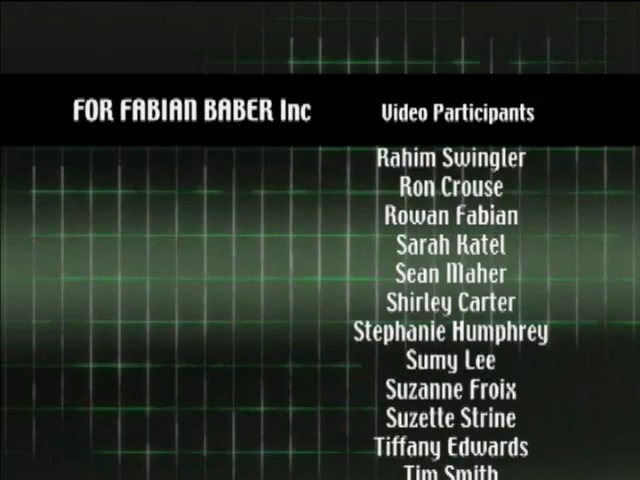 FOR FABIAN BABER Inc
Video Participants
Rahim Swingler
Ron Crouse
Rowan Fabian
Sarah Katel
Sean Maher
Shirley Carter
Stephanie Humphrey
Sumy Lee
Suzanne Froix
Suzette Strine
Tiffany Edwards
Tim Smith